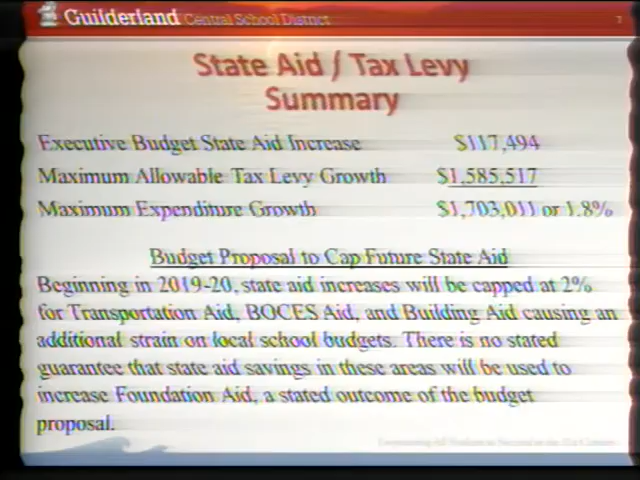 Guilderland Central School District
7
State Aid / Tax Levy
Summary
Executive Budget State Aid Increase $117,494
Maximum Allowable Tax Levy Growth $1,585,517
Maximum Expenditure Growth $1,703,011 or 1.8%
Budget Proposal to Cap Future State Aid
Beginning in 2019-20, state aid increases will be capped at 2%
for Transportation Aid, BOCES Aid, and Building Aid causing an
additional strain on local school budgets. There is no stated
guarantee that state aid savings in these areas will be used to
increase Foundation Aid, a stated outcome of the budget
proposal.